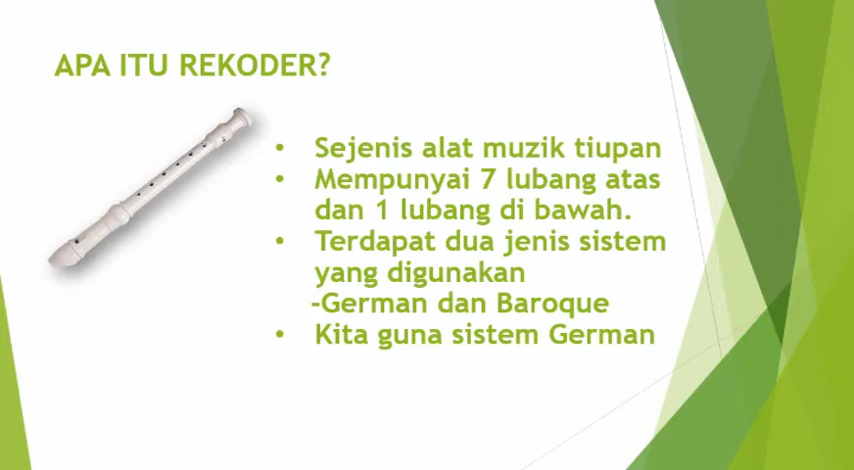 APA ITU REKODER?
• Sejenis alat muzik tiupan
• Mempunyai 7 lubang atas
dan 1 lubang di bawah.
• Terdapat dua jenis sistem
yang digunakan
-German dan Baroque
• Kita guna sistem German